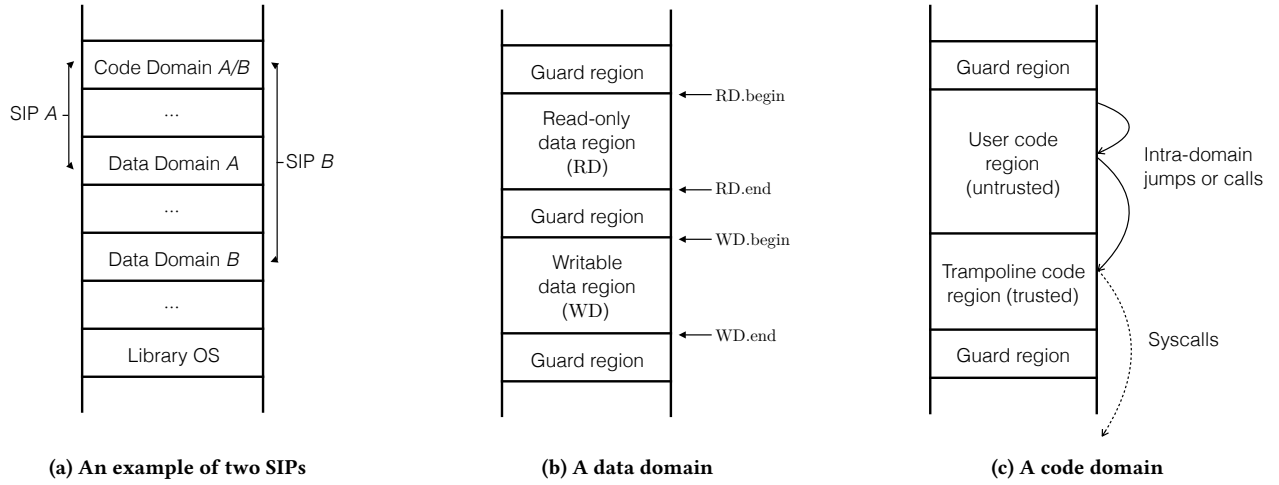 Code Domain A/B
...
Data Domain A
...
Data Domain B
...
Library OS
SIP A
SIP B
(a) An example of two SIPs
Guard region
Read-only
data region
(RD)
Guard region
Writable
data region
(WD)
Guard region
RD.begin
RD.end
WD.begin
WD.end
(b) A data domain
Guard region
User code
region
(untrusted)
Trampoline code
region (trusted)
Guard region
Intra-domain
jumps or calls
Syscalls
(c) A code domain